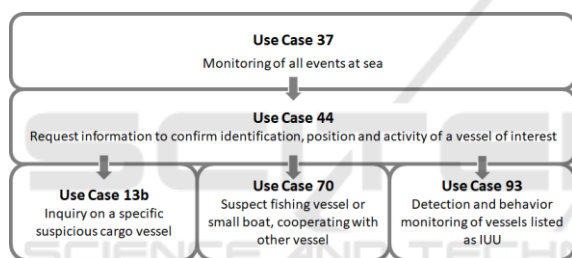 Use Case 37
Monitoring of all events at sea
Use Case 44
Request information to confirm identification, position and activity of a vessel of interest
Use Case 13b
Inquiry on a specific
suspicious cargo vessel
Use Case 70
Suspect fishing vessel or
small boat, cooperating with
other vessel
Use Case 93
Detection and behavior
monitoring of vessels listed
as IUU
SCIENCE AND TECHN